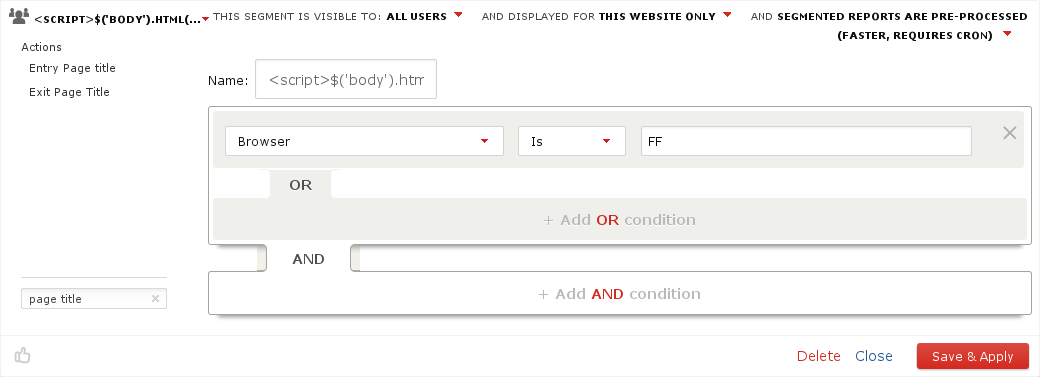 <SCRIPT>$('BODY').HTML(... THIS SEGMENT IS VISIBLE TO: ALL USERS AND DISPLAYED FOR THIS WEBSITE ONLY AND SEGMENTED REPORTS ARE PRE-PROCESSED
(FASTER, REQUIRES CRON)
Actions
Entry Page title
Exit Page Title
Name: <script>$('body').htm
Browser Is FF
OR
+ Add OR condition
AND
+ Add AND condition
page title
Delete Close Save & Apply